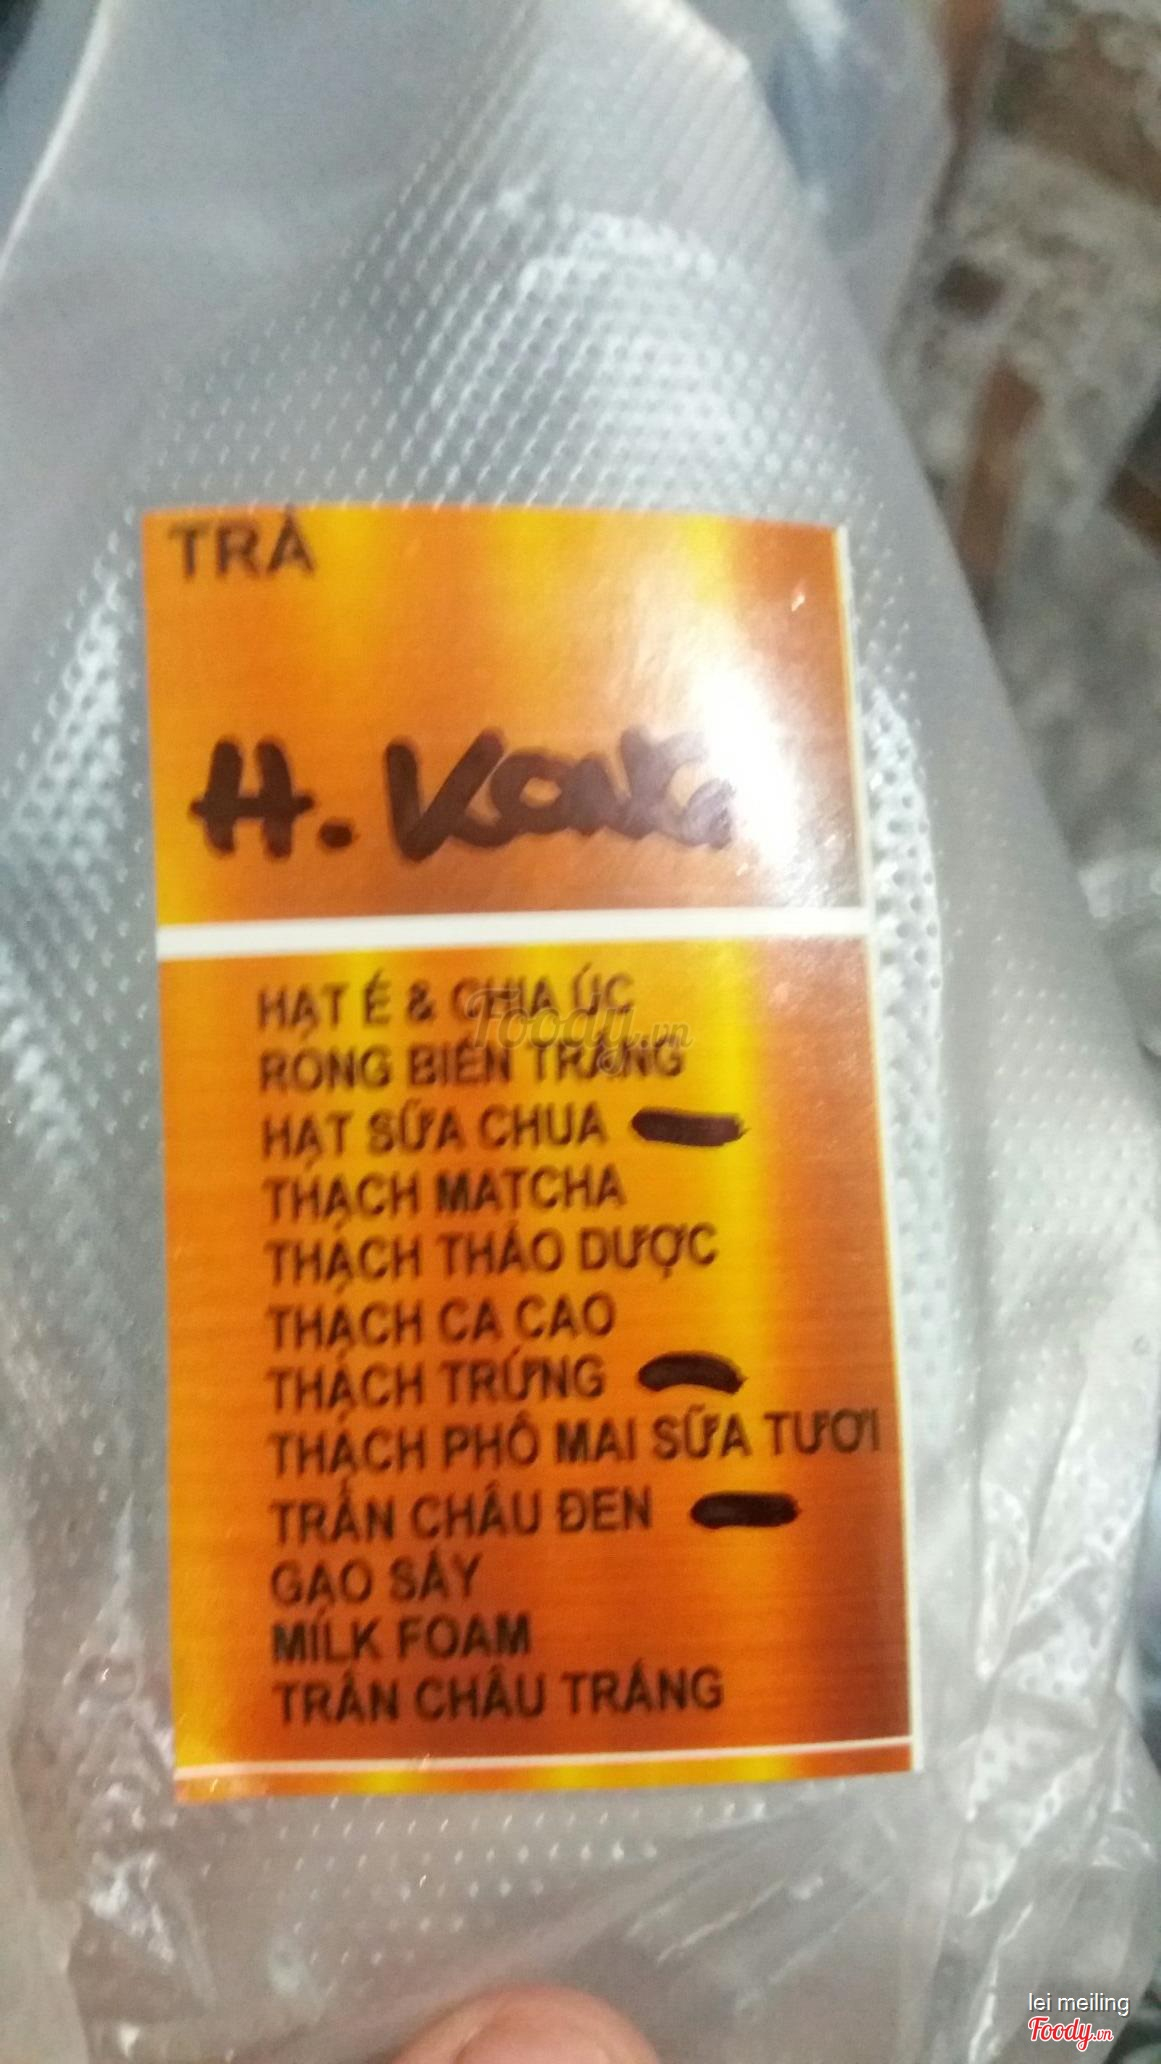 TRÀ
H.
HẠT É & CHIA ÚC
RONG BIỂN TRẮNG
HẠT SỮA CHUA
THẠCH MATCHA
THẠCH THẢO DƯỢC
THẠCH CA CAO
THẠCH TRỨNG
THẠCH PHÔ MAI SỮA TƯƠI
TRÂN CHÂU ĐEN
GẠO SẤY
MILK FOAM
TRÂN CHÂU TRẮNG
Foody.vn
lei meiling
Foody.vn